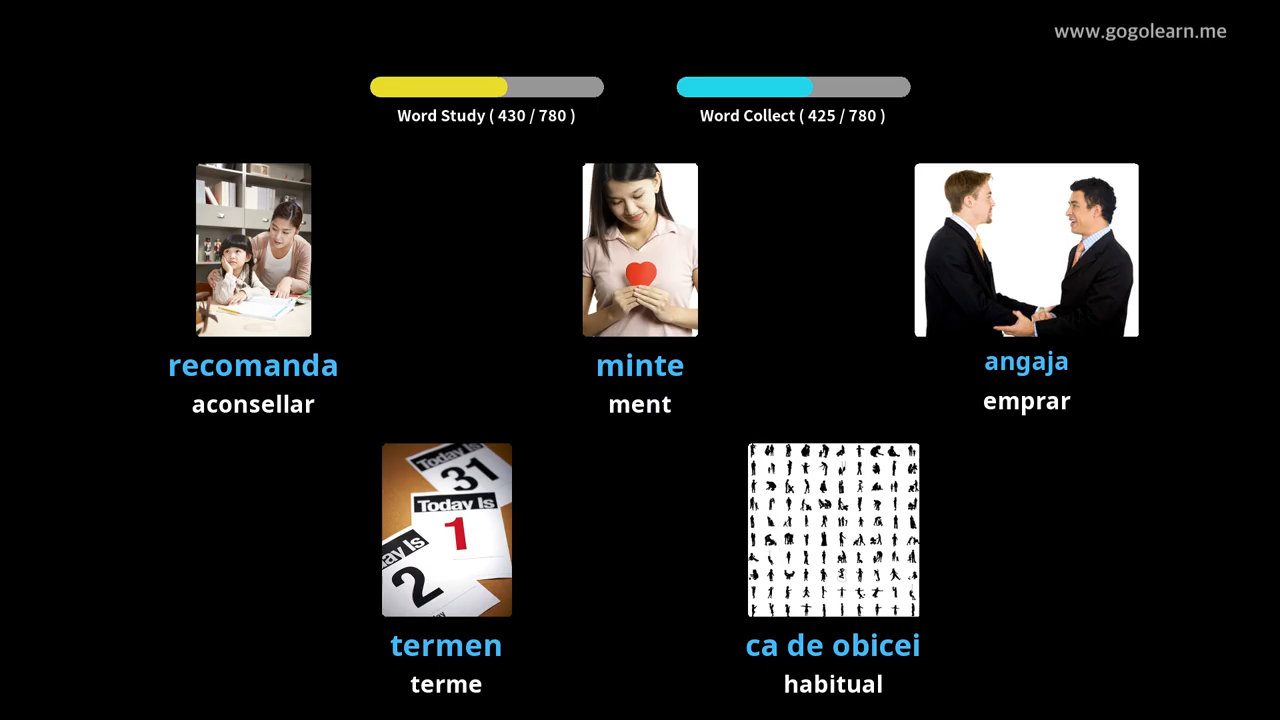 www.gogolearn.me
Word Study ( 430 / 780 )
Word Collect ( 425 / 780 )
recomanda
aconsellar
minte
ment
angaja
emprar
Today Is
31
Today Is
1
ay Is
2
termen
terme
ca de obicei
habitual